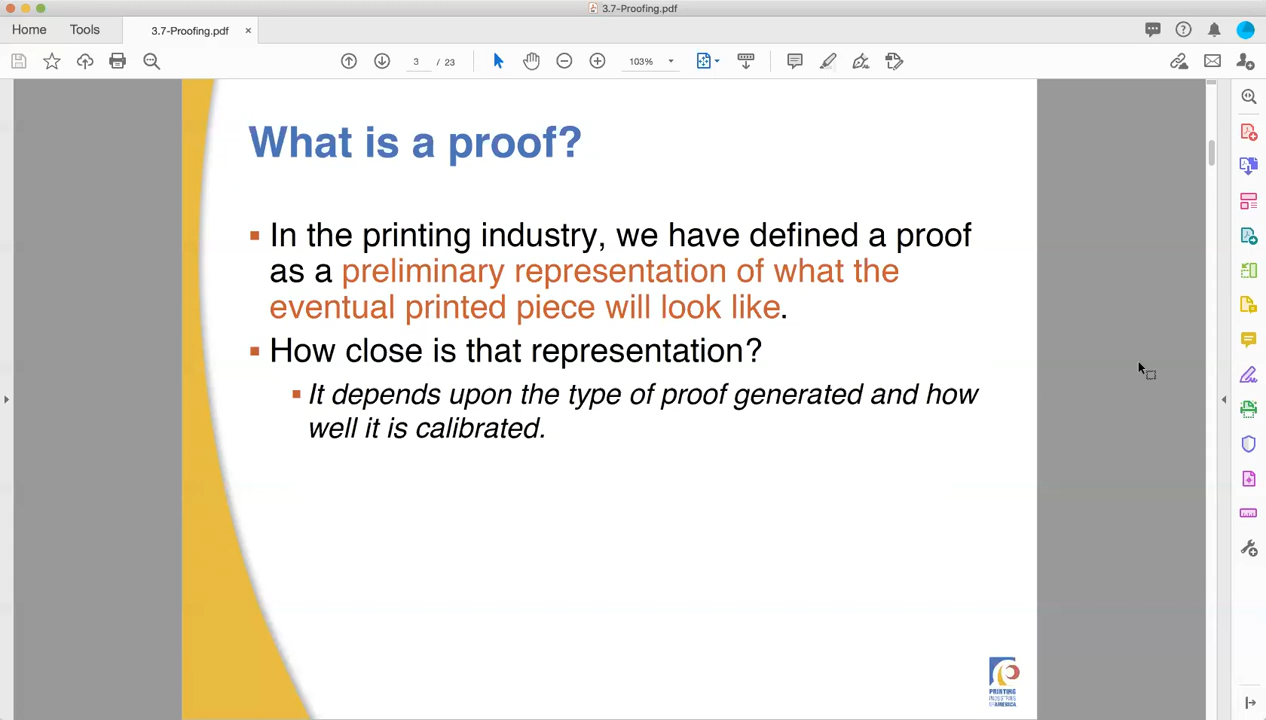 3.7-Proofing.pdf
Home
Tools
3.7-Proofing.pdf
3 / 23
103%
What is a proof?
In the printing industry, we have defined a proof
as a preliminary representation of what the
eventual printed piece will look like.
How close is that representation?
It depends upon the type of proof generated and how
well it is calibrated.
PRINTING
INDUSTRIES
OF AMERICA